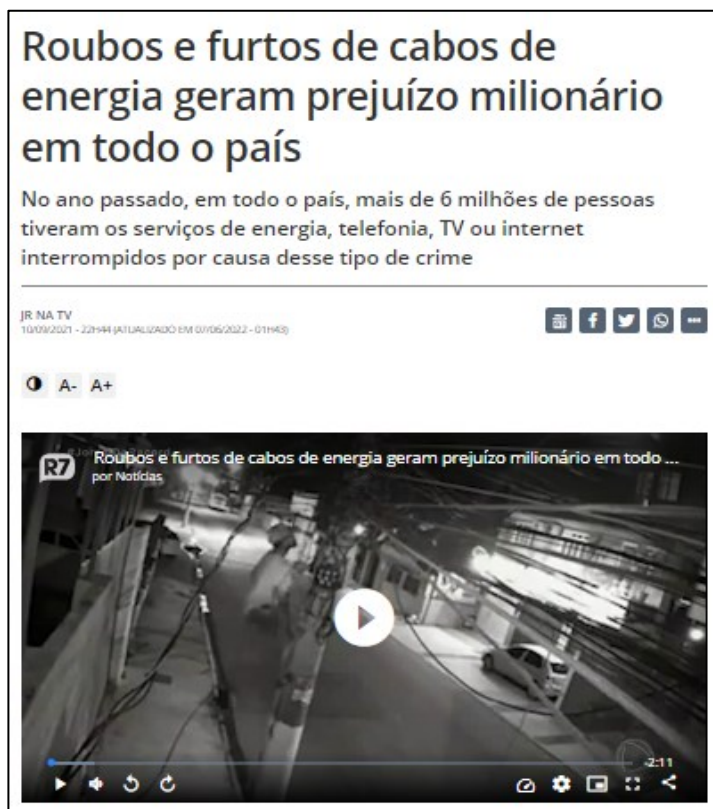 Roubos e furtos de cabos de
energia geram prejuízo milionário
em todo o país
No ano passado, em todo o país, mais de 6 milhões de pessoas
tiveram os serviços de energia, telefonia, TV ou internet
interrompidos por causa desse tipo de crime
JR NA TV
10/09/2021 - 22H44 (ATUALIZADO EM 07/06/2022 - 01H43)
A- A+
R7
Roubos e furtos de cabos de energia geram prejuízo milionário em todo ...
por Notícias
-2:11